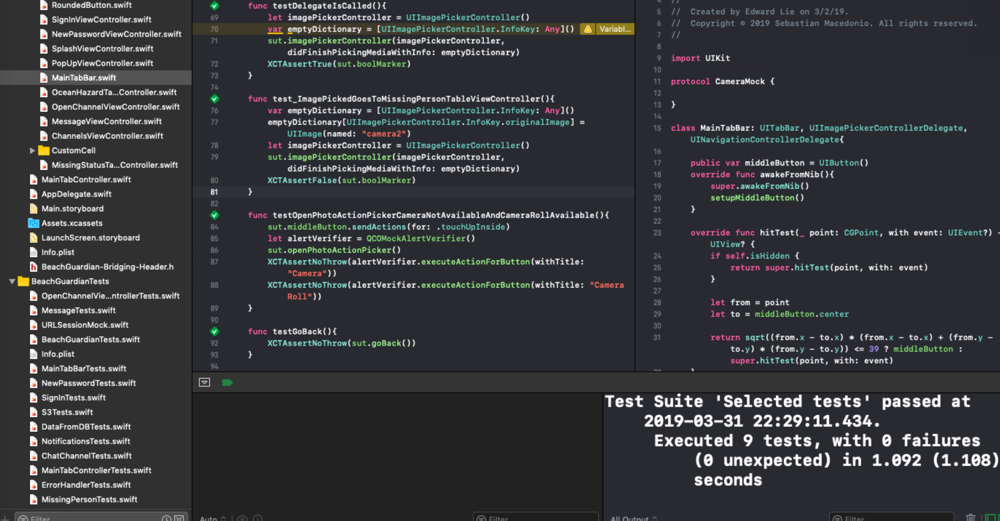 RoundedButton.swift
SignInViewController.swift
NewPasswordViewController.swift
SplashViewController.swift
PopUpViewController.swift
MainTabBar.swift
OceanHazardTa...Controller.swift
OpenChannelViewController.swift
MessageViewController.swift
ChannelsViewController.swift
CustomCell
MissingStatusTa...Controller.swift
MainTabController.swift
AppDelegate.swift
Main.storyboard
Assets.xcassets
LaunchScreen.storyboard
Info.plist
BeachGuardian-Bridging-Header.h
BeachGuardianTests
OpenChannelVie...ntrollerTests.swift
MessageTests.swift
URLSessionMock.swift
BeachGuardianTests.swift
Info.plist
MainTabBarTests.swift
NewPasswordTests.swift
SignInTests.swift
S3Tests.swift
DataFromDBTests.swift
NotificationsTests.swift
ChatChannelTests.swift
MainTabControllerTests.swift
ErrorHandlerTests.swift
MissingPersonTests.swift
Filter
func testDelegateIsCalled(){
69 let imagePickerController = UIImagePickerController()
70 var emptyDictionary = [UIImagePickerController.InfoKey: Any]() Variabl...
71 sut.imagePickerController(imagePickerController,
didFinishPickingMediaWithInfo: emptyDictionary)
72 XCTAssertTrue(sut.boolMarker)
73 }
74
func test_ImagePickedGoesToMissingPersonTableViewController(){
76 var emptyDictionary = [UIImagePickerController.InfoKey: Any]()
77 emptyDictionary[UIImagePickerController.InfoKey.originalImage] =
UIImage(named: "camera2")
78 let imagePickerController = UIImagePickerController()
79 sut.imagePickerController(imagePickerController,
didFinishPickingMediaWithInfo: emptyDictionary)
80 XCTAssertFalse(sut.boolMarker)
81 }
82
func testOpenPhotoActionPickerCameraNotAvailableAndCameraRollAvailable(){
84 sut.middleButton.sendActions(for: .touchUpInside)
85 let alertVerifier = QCOMockAlertVerifier()
86 sut.openPhotoActionPicker()
87 XCTAssertNoThrow(alertVerifier.executeActionForButton(withTitle:
"Camera"))
88 XCTAssertNoThrow(alertVerifier.executeActionForButton(withTitle: "Camera
Roll"))
89 }
90
func testGoBack(){
92 XCTAssertNoThrow(sut.goBack())
93 }
94
4 //
5 // Created by Edward Lie on 3/2/19.
6 // Copyright © 2019 Sebastian Macedonio. All rights reserved.
7 //
8
9 import UIKit
10
11 protocol CameraMock {
12
13 }
14
15 class MainTabBar: UITabBar, UIImagePickerControllerDelegate,
UINavigationControllerDelegate{
16
17 public var middleButton = UIButton()
18 override func awakeFromNib(){
19 super.awakeFromNib()
20 setupMiddleButton()
21 }
22
23 override func hitTest(_ point: CGPoint, with event: UIEvent?) -
UIView? {
24 if self.isHidden {
25 return super.hitTest(point, with: event)
26 }
27
28 let from = point
29 let to = middleButton.center
30
31 return sqrt((from.x - to.x) * (from.x - to.x) + (from.y -
to.y) * (from.y - to.y)) <= 39 ? middleButton :
super.hitTest(point, with: event)
}
Test Suite 'Selected tests' passed at
2019-03-31 22:29:11.434.
Executed 9 tests, with 0 failures
(0 unexpected) in 1.092 (1.108)
seconds
Auto
Filter
All Output
Filter